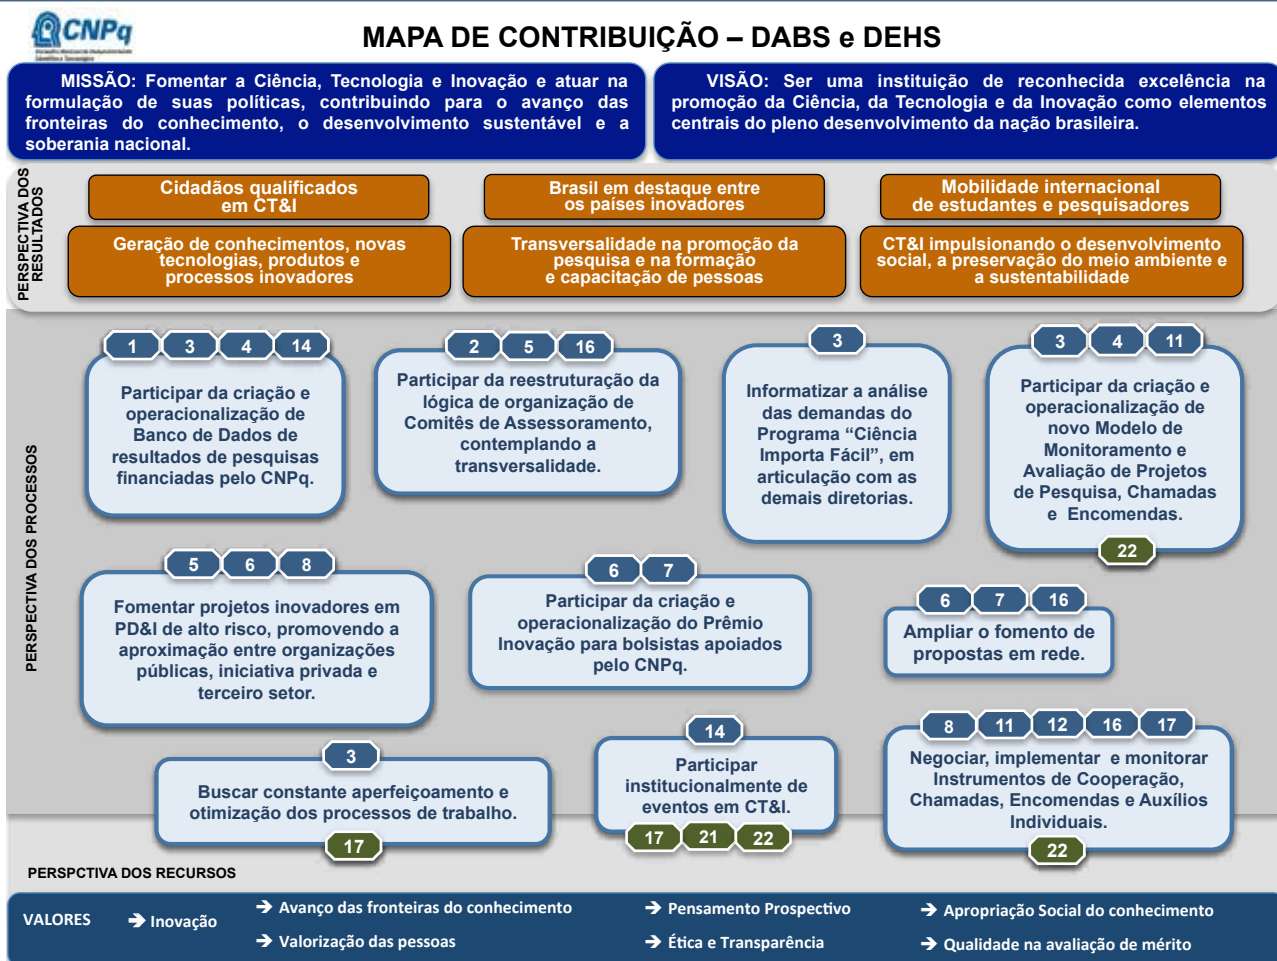 CNPq
MAPA DE CONTRIBUIÇÃO – DABS e DEHS
MISSÃO: Fomentar a Ciência, Tecnologia e Inovação e atuar na
formulação de suas políticas, contribuindo para o avanço das
fronteiras do conhecimento, o desenvolvimento sustentável e a
soberania nacional.
VISÃO: Ser uma instituição de reconhecida excelência na
promoção da Ciência, da Tecnologia e da Inovação como elementos
centrais do pleno desenvolvimento da nação brasileira.
PERSPECTIVA DOS
RESULTADOS
Cidadãos qualificados
em CT&I
Brasil em destaque entre
os países inovadores
Mobilidade internacional
de estudantes e pesquisadores
Geração de conhecimentos, novas
tecnologias, produtos e
processos inovadores
Transversalidade na promoção da
pesquisa e na formação
e capacitação de pessoas
CT&I impulsionando o desenvolvimento
social, a preservação do meio ambiente e
a sustentabilidade
PERSPECTIVA DOS PROCESSOS
1 3 4 14
Participar da criação e
operacionalização de
Banco de Dados de
resultados de pesquisas
financiadas pelo CNPq.
2 5 16
Participar da reestruturação da
lógica de organização de
Comitês de Assessoramento,
contemplando a
transversalidade.
3
Informatizar a análise
das demandas do
Programa “Ciência
Importa Fácil”, em
articulação com as
demais diretorias.
3 4 11
Participar da criação e
operacionalização de
novo Modelo de
Monitoramento e
Avaliação de Projetos
de Pesquisa, Chamadas
e Encomendas.
22
5 6 8
Fomentar projetos inovadores em
PD&I de alto risco, promovendo a
aproximação entre organizações
públicas, iniciativa privada e
terceiro setor.
6 7
Participar da criação e
operacionalização do Prêmio
Inovação para bolsistas apoiados
pelo CNPq.
6 7 16
Ampliar o fomento de
propostas em rede.
3
Buscar constante aperfeiçoamento e
otimização dos processos de trabalho.
17
14
Participar
institucionalmente de
eventos em CT&I.
17 21 22
8 11 12 16 17
Negociar, implementar e monitorar
Instrumentos de Cooperação,
Chamadas, Encomendas e Auxílios
Individuais.
22
PERSPCTIVA DOS RECURSOS
VALORES
➔ Inovação
➔ Avanço das fronteiras do conhecimento
➔ Valorização das pessoas
➔ Pensamento Prospectivo
➔ Ética e Transparência
➔ Apropriação Social do conhecimento
➔ Qualidade na avaliação de mérito